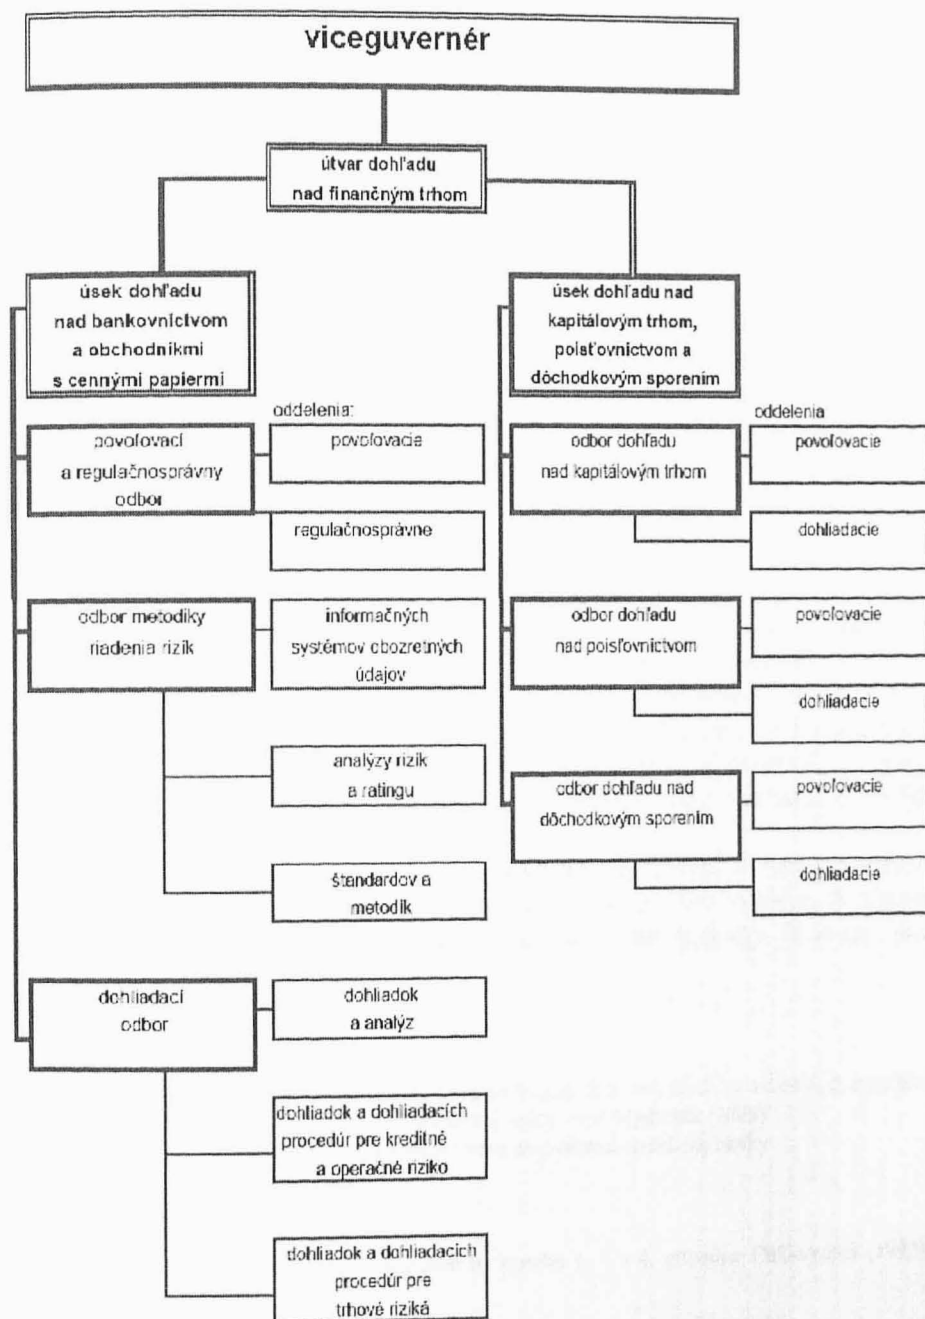 viceguvernér
útvar dohľadu
nad finančným trhom
úsek dohľadu
nad bankovníctvom
a obchodníkmi
s cennými papiermi
oddelenia:
povoľovací
a regulačnosprávny
odbor
povoľovacie
regulačnosprávne
odbor metodiky
riadenia rizík
informačných
systémov obozretných
údajov
analýzy rizík
a ratingu
štandardov a
metodík
dohliadací
odbor
dohliadok
a analýz
dohliadok a dohliadacích
procedúr pre kreditné
a operačné riziko
dohliadok a dohliadacích
procedúr pre
trhové riziká
úsek dohľadu nad
kapitálovým trhom,
poisťovníctvom a
dôchodkovým sporením
oddelenia
odbor dohľadu
nad kapitálovým trhom
povoľovacie
dohliadacie
odbor dohľadu
nad poisťovníctvom
povoľovacie
dohliadacie
odbor dohľadu nad
dôchodkovým sporením
povoľovacie
dohliadacie